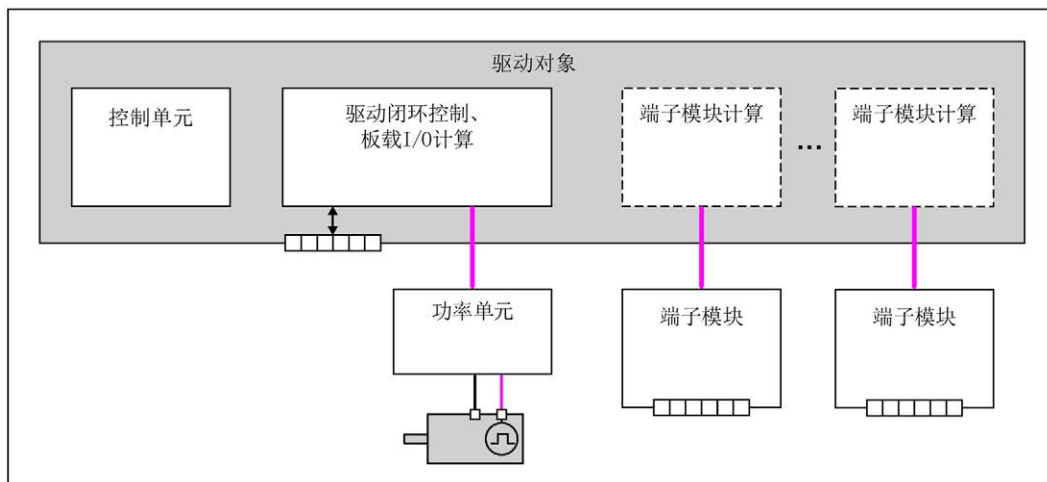 驱动对象
控制单元
驱动闭环控制、
板载I/O计算
端子模块计算
...
端子模块计算
功率单元
端子模块
端子模块